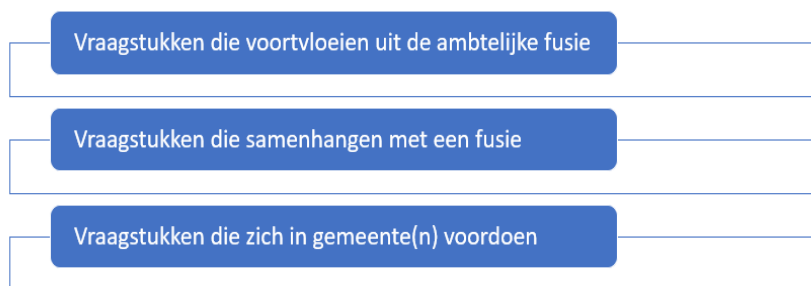 Vraagstukken die voortvloeien uit de ambtelijke fusie
Vraagstukken die samenhangen met een fusie
Vraagstukken die zich in gemeente(n) voordoen